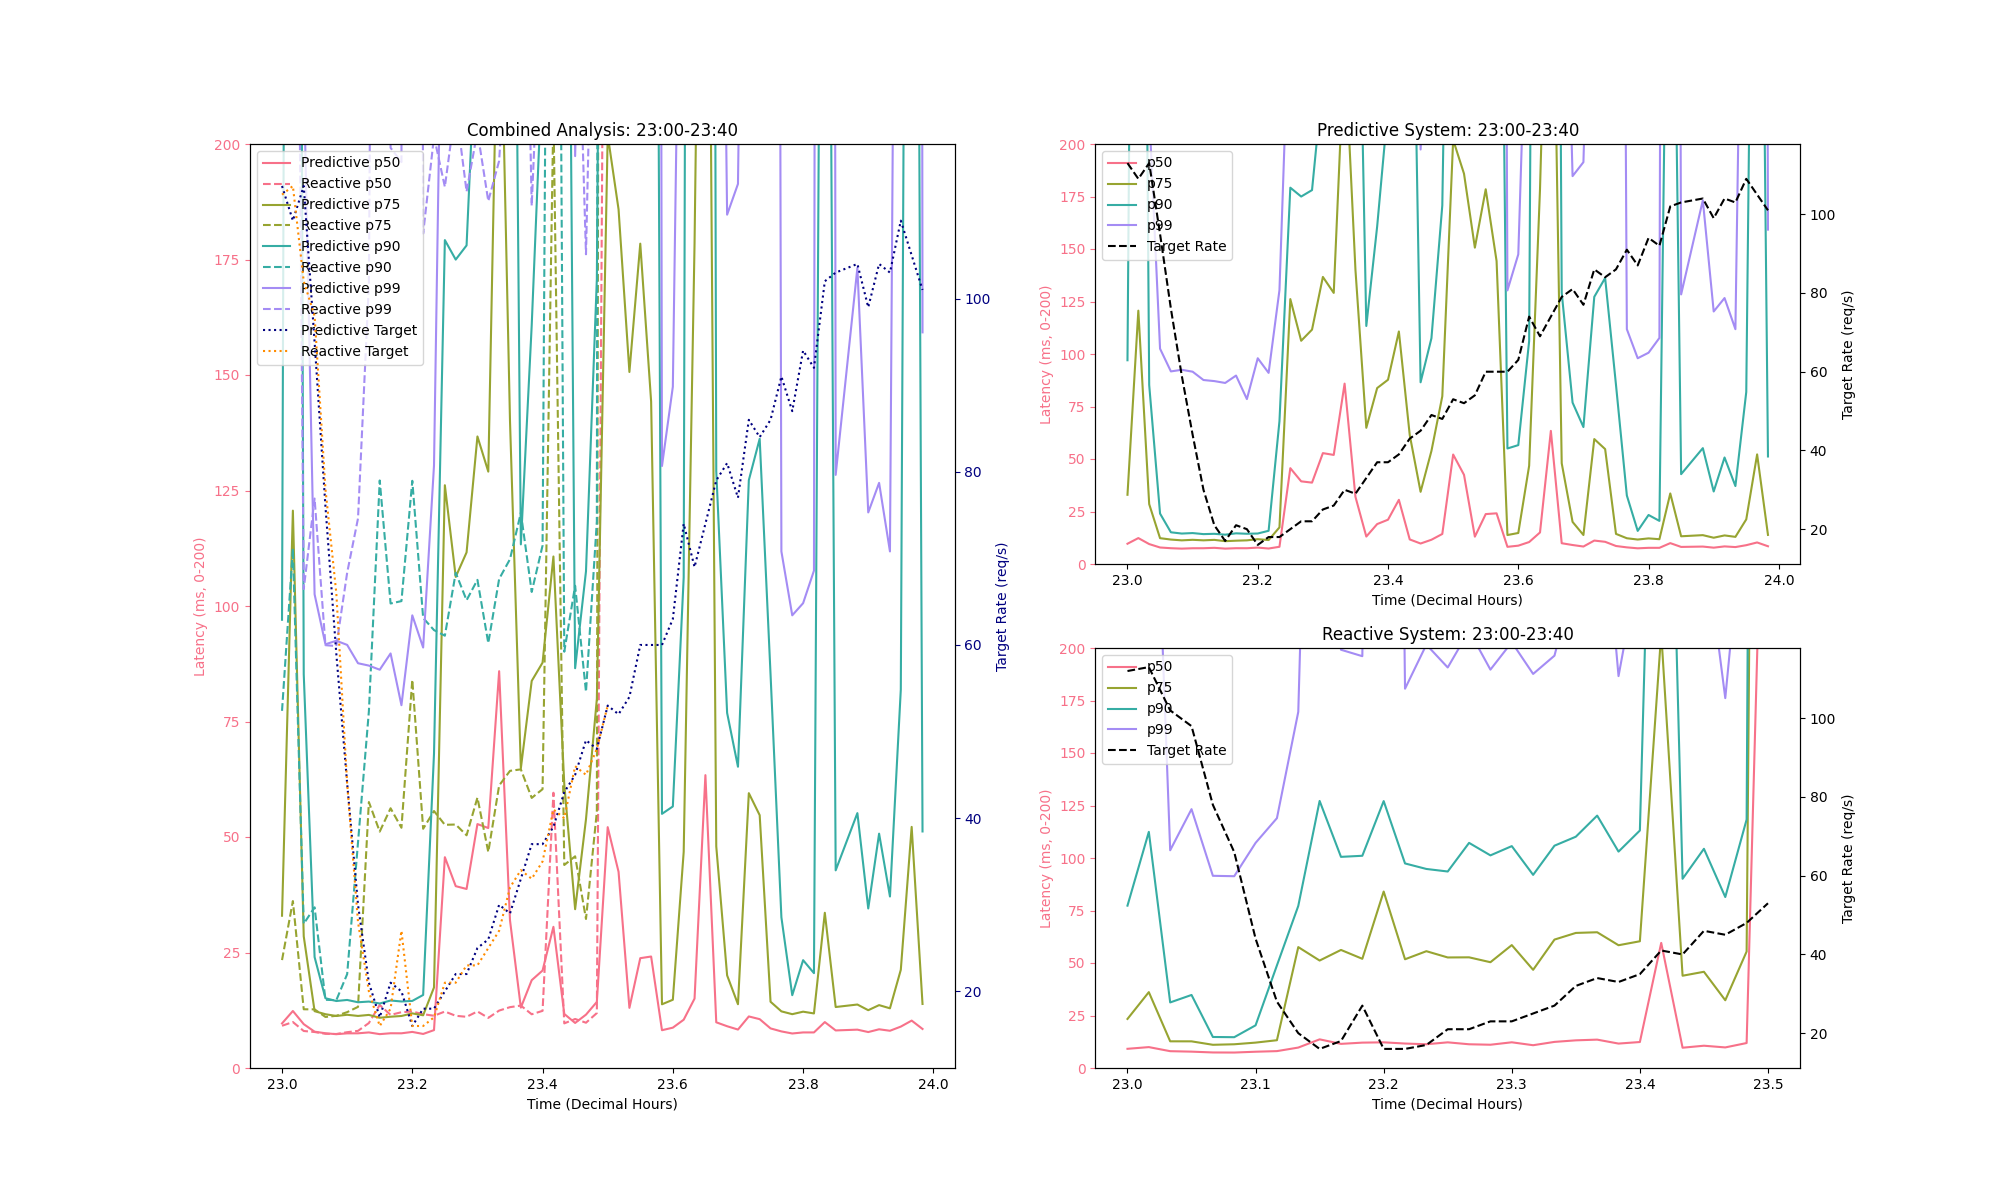 Combined Analysis: 23:00-23:40
Predictive p50
Reactive p50
Predictive p75
Reactive p75
Predictive p90
Reactive p90
Predictive p99
Reactive p99
Predictive Target
Reactive Target
200
175
150
125
100
75
50
25
0
Latency (ms, 0-200)
100
80
60
40
20
Target Rate (req/s)
23.0 23.2 23.4 23.6 23.8 24.0
Time (Decimal Hours)
Predictive System: 23:00-23:40
p50
p75
p90
p99
Target Rate
200
175
150
125
100
75
50
25
0
Latency (ms, 0-200)
100
80
60
40
20
Target Rate (req/s)
23.0 23.2 23.4 23.6 23.8 24.0
Time (Decimal Hours)
Reactive System: 23:00-23:40
p50
p75
p90
p99
Target Rate
200
175
150
125
100
75
50
25
0
Latency (ms, 0-200)
100
80
60
40
20
Target Rate (req/s)
23.0 23.1 23.2 23.3 23.4 23.5
Time (Decimal Hours)